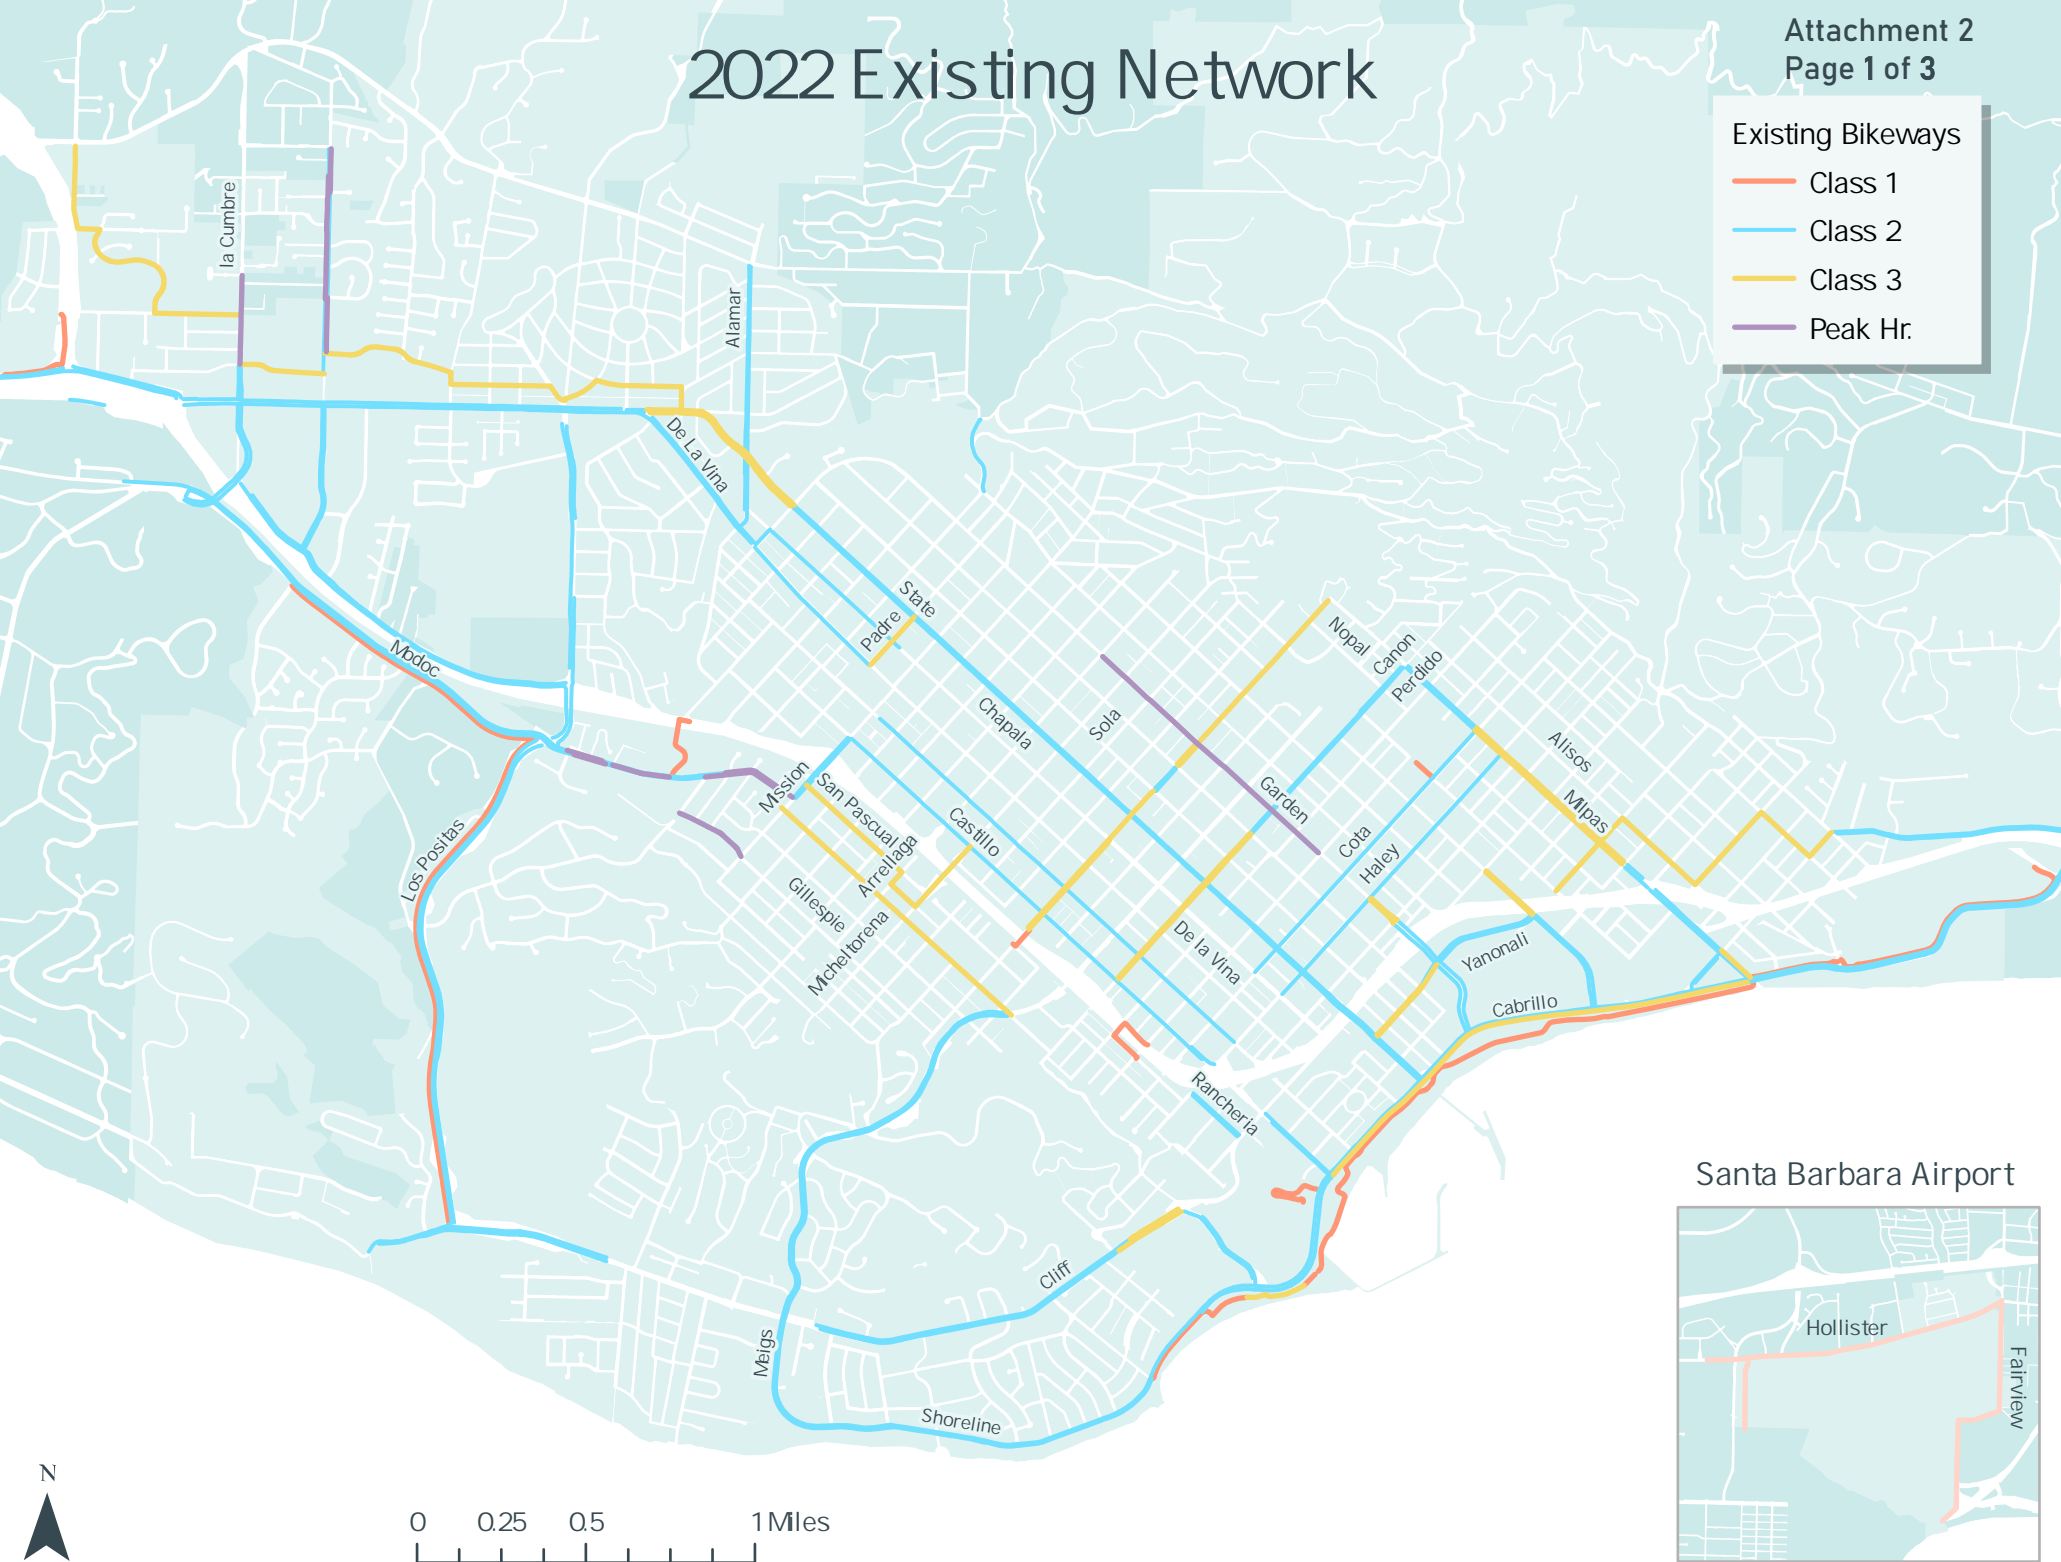 2022 Existing Network
Attachment 2
Page 1 of 3
Existing Bikeways
Class 1
Class 2
Class 3
Peak Hr.
la Cumbre
Alamar
De La Vina
State
Padre
Nopal
Canon
Perdido
Modoc
Chapala
Sola
Alisos
Mission
San Pascual
Garden
Milpas
Castillo
Cota
Los Positas
Arrellaga
Haley
Gillespie
Micheltorena
De la Vina
Yanonali
Cabrillo
Rancheria
Cliff
Meigs
Shoreline
Santa Barbara Airport
Hollister
Fairview
N
0 0.25 0.5 1 Miles